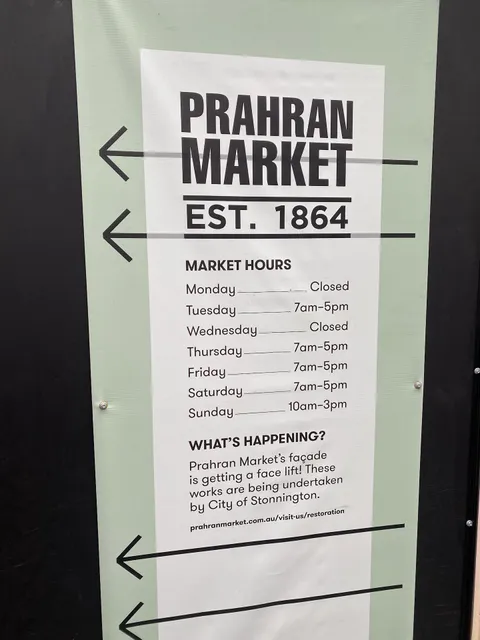 PRAHRAN
MARKET
EST. 1864
MARKET HOURS
Monday Closed
Tuesday 7am–5pm
Wednesday Closed
Thursday 7am–5pm
Friday 7am–5pm
Saturday 7am–5pm
Sunday 10am–3pm
WHAT'S HAPPENING?
Prahran Market's façade
is getting a face lift! These
works are being undertaken
by City of Stonnington.
prahranmarket.com.au/visit-us/restoration